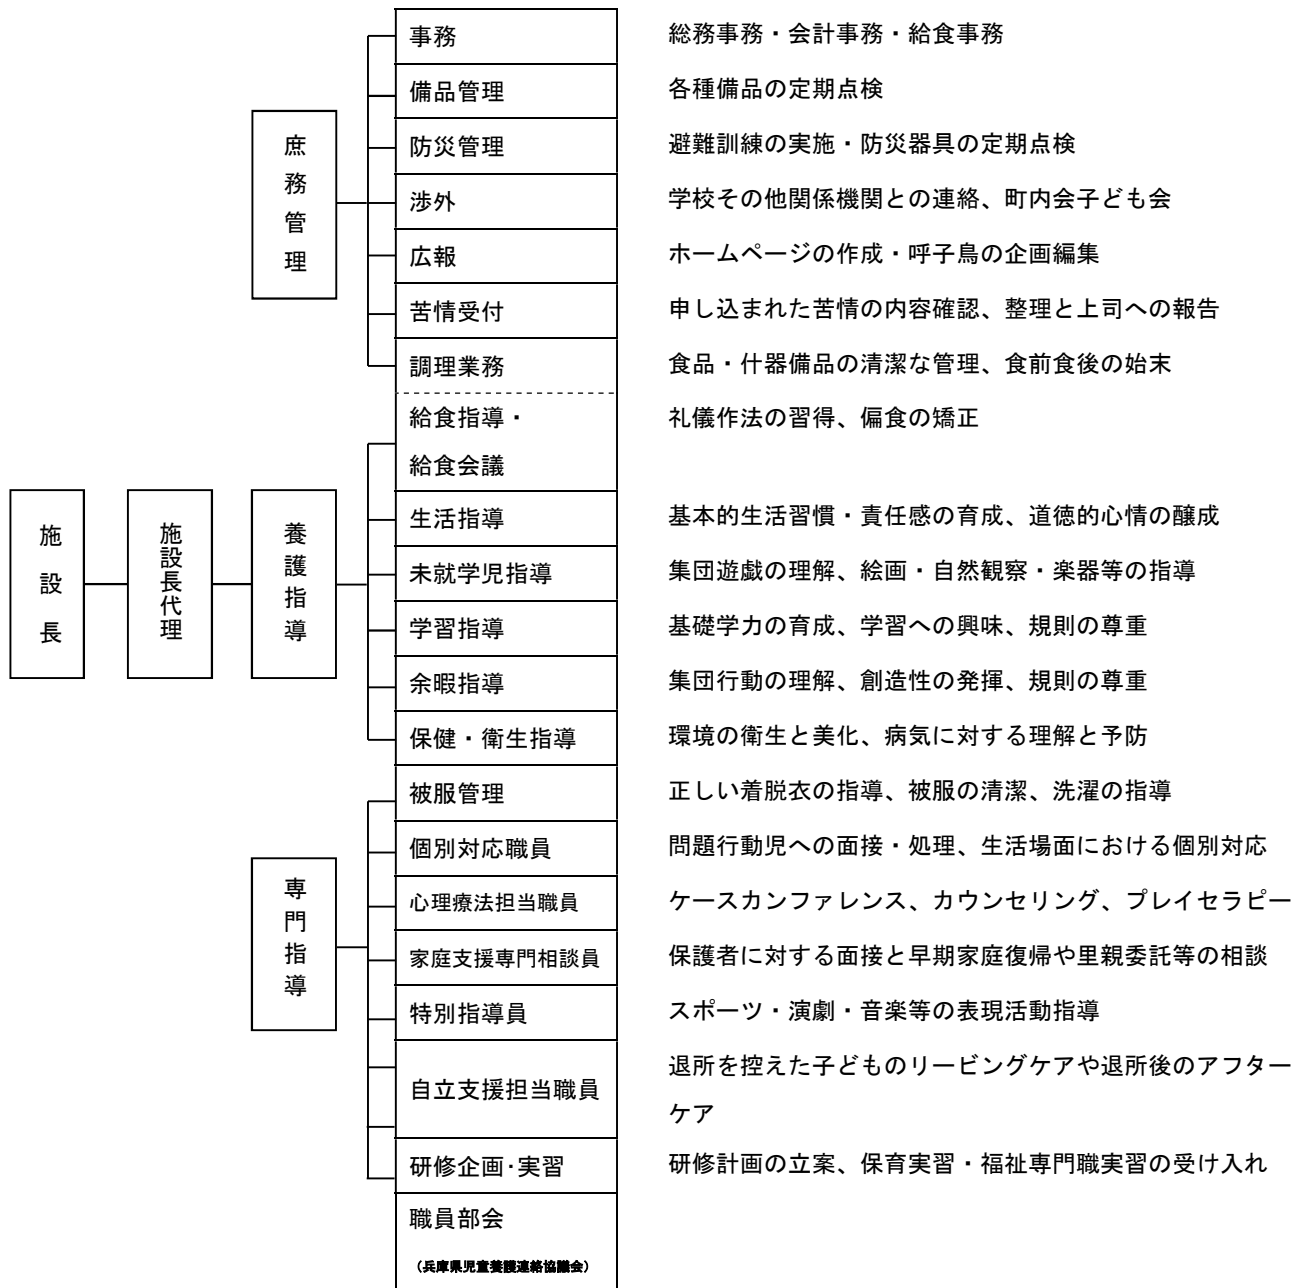 事務 総務事務・会計事務・給食事務
備品管理 各種備品の定期点検
防災管理 避難訓練の実施・防災器具の定期点検
庶務管理
渉外 学校その他関係機関との連絡、町内会子ども会
広報 ホームページの作成・呼子鳥の企画編集
苦情受付 申し込まれた苦情の内容確認、整理と上司への報告
調理業務 食品・什器備品の清潔な管理、食前食後の始末
給食指導・ 礼儀作法の習得、偏食の矯正
給食会議
施設長
施設長代理
養護指導
生活指導 基本的生活習慣・責任感の育成、道徳的心情の醸成
未就学児指導 集団遊戯の理解、絵画・自然観察・楽器等の指導
学習指導 基礎学力の育成、学習への興味、規則の尊重
余暇指導 集団行動の理解、創造性の発揮、規則の尊重
保健・衛生指導 環境の衛生と美化、病気に対する理解と予防
被服管理 正しい着脱衣の指導、被服の清潔、洗濯の指導
個別対応職員 問題行動児への面接・処理、生活場面における個別対応
専門指導
心理療法担当職員 ケースカンファレンス、カウンセリング、プレイセラピー
家庭支援専門相談員 保護者に対する面接と早期家庭復帰や里親委託等の相談
特別指導員 スポーツ・演劇・音楽等の表現活動指導
自立支援担当職員 退所を控えた子どものリービングケアや退所後のアフター
ケア
研修企画･実習 研修計画の立案、保育実習・福祉専門職実習の受け入れ
職員部会
（兵庫県児童養護連絡協議会）